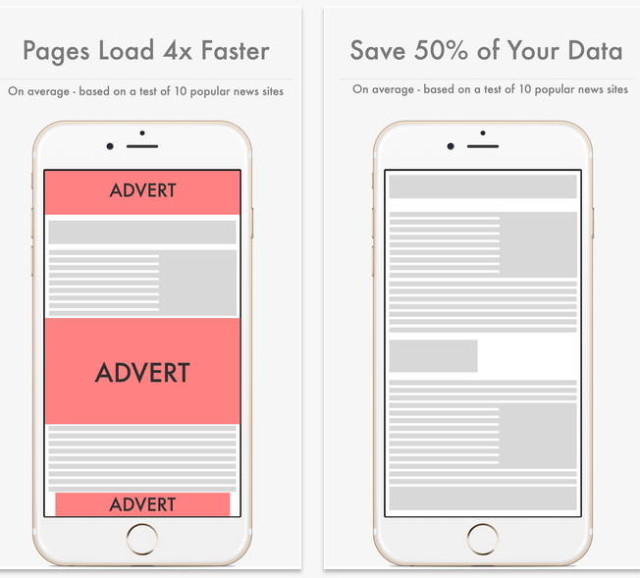 Pages Load 4x Faster
On average - based on a test of 10 popular news sites
ADVERT
ADVERT
ADVERT
Save 50% of Your Data
On average - based on a test of 10 popular news sites